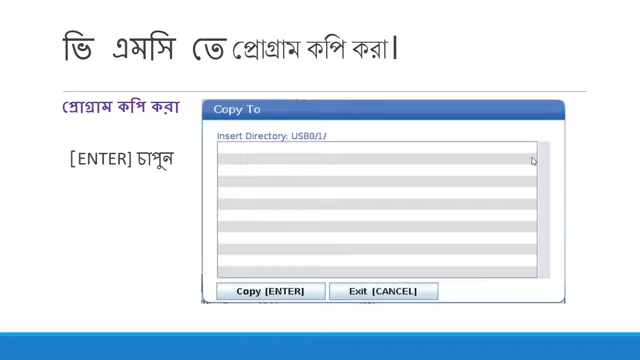 ভি এমসি তে প্রোগ্রাম কপি করা।
প্রোগ্রাম কপি করা
[ENTER] চাপুন
Copy To
Insert Directory: USB0/1/
Copy [ENTER]
Exit [CANCEL]